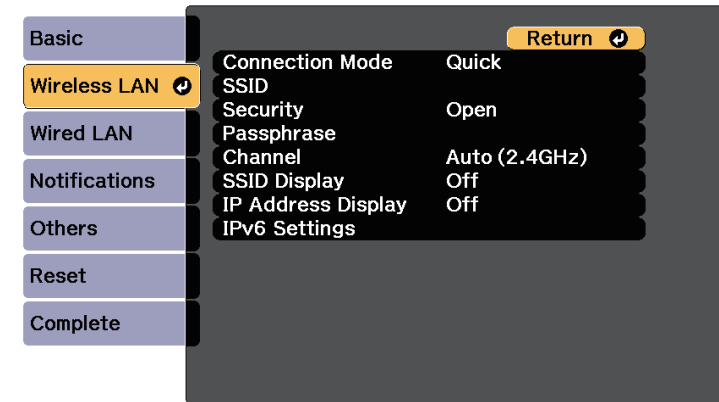 Basic
Wireless LAN
Wired LAN
Notifications
Others
Reset
Complete
Return
Connection Mode Quick
SSID
Security Open
Passphrase
Channel Auto (2.4GHz)
SSID Display Off
IP Address Display Off
IPv6 Settings